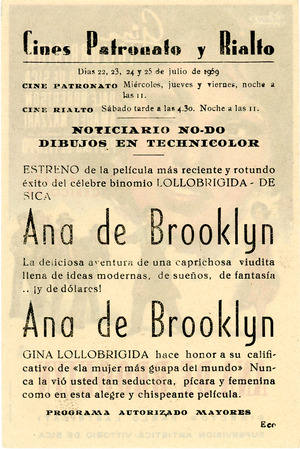 Cines Patronato y Rialto
Dias 22, 23, 24 y 25 de julio de 1959
CINE PATRONATO Miércoles, jueves y viernes, noche a
las 11.
CINE RIALTO Sábado tarde a las 4.30. Noche a las 11.
NOTICIARIO NO-DO
DIBUJOS EN TECHNICOLOR
ESTRENO de la película más reciente y rotundo
éxito del célebre binomio LOLLOBRIGIDA - DE
SICA
Ana de Brooklyn
La deliciosa aventura de una caprichosa viudita
llena de ideas modernas, de sueños, de fantasía
.. ¡y de dólares!
Ana de Brooklyn
GINA LOLLOBRIGIDA hace honor a su califi-
cativo de «la mujer más guapa del mundo» Nun-
ca la vió usted tan seductora, pícara y femenina
como en esta alegre y chispeante película.
PROGRAMA AUTORIZADO MAYORES
Eco